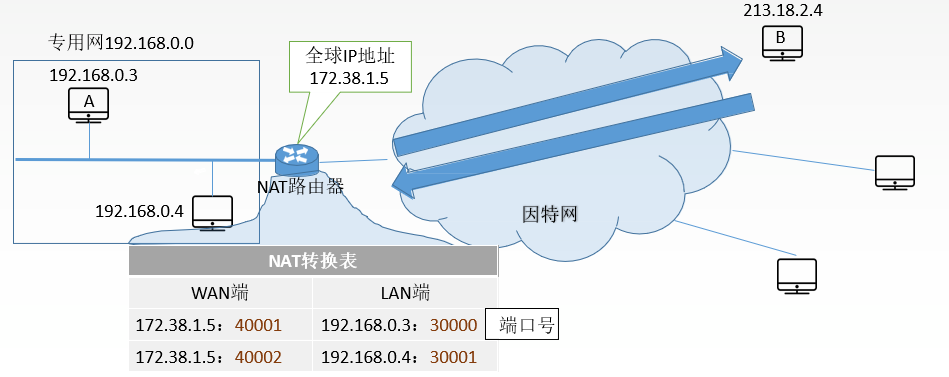 213.18.2.4
B
专用网192.168.0.0
192.168.0.3
A
全球IP地址
172.38.1.5
NAT路由器
192.168.0.4
因特网
NAT转换表
WAN端 LAN端
172.38.1.5：40001 192.168.0.3：30000 端口号
172.38.1.5：40002 192.168.0.4：30001